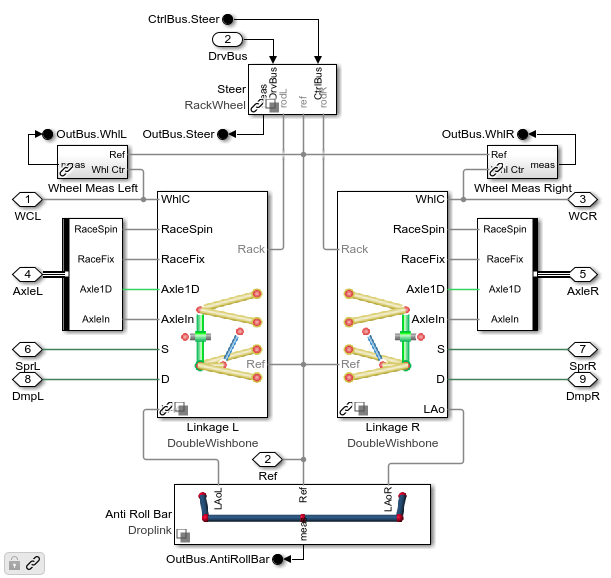 CtrlBus.Steer
2
DrvBus
Steer
RackWheel
meas
DrvBus
rodL
ref
CtrlBus
rodR
OutBus.WhlL
OutBus.Steer
OutBus.WhlR
Ref
meas
Whl Ctr
Wheel Meas Left
Ref
Whl Ctr
meas
Wheel Meas Right
1
WCL
WhlC
WhlC
3
WCR
RaceSpin
RaceSpin
RaceSpin
RaceSpin
Rack
Rack
RaceFix
RaceFix
RaceFix
RaceFix
4
AxleL
Axle1D
Axle1D
Axle1D
Axle1D
5
AxleR
AxleIn
AxleIn
AxleIn
AxleIn
6
SprL
S
S
7
SprR
Ref
Ref
8
DmpL
D
D
9
DmpR
LAo
Linkage L
DoubleWishbone
Linkage R
DoubleWishbone
2
Ref
LAoL
Ref
LAoR
Anti Roll Bar
Droplink
meas
OutBus.AntiRollBar